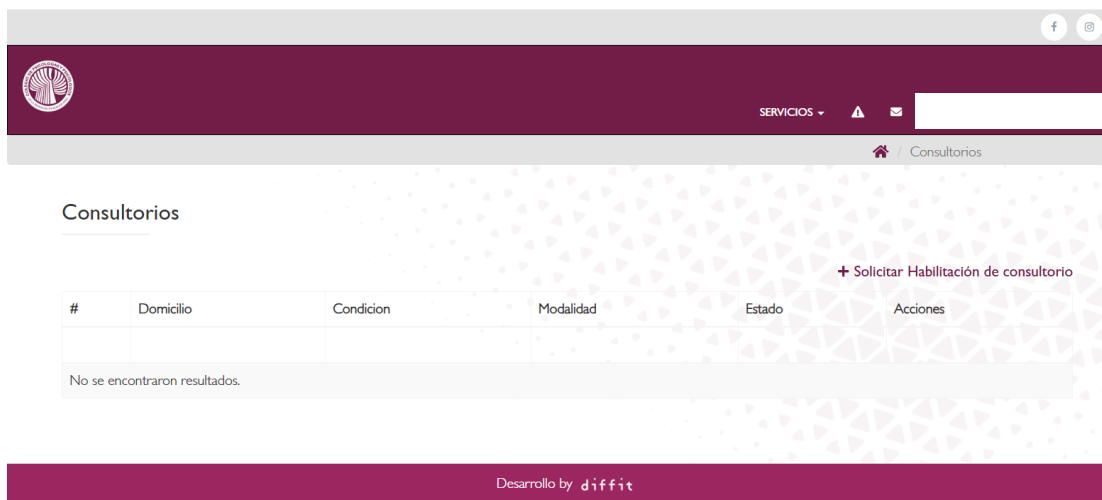 SERVICIOS
/ Consultorios
Consultorios
+ Solicitar Habilitación de consultorio
# Domicilio Condicion Modalidad Estado Acciones
No se encontraron resultados.
Desarrollo by diffit